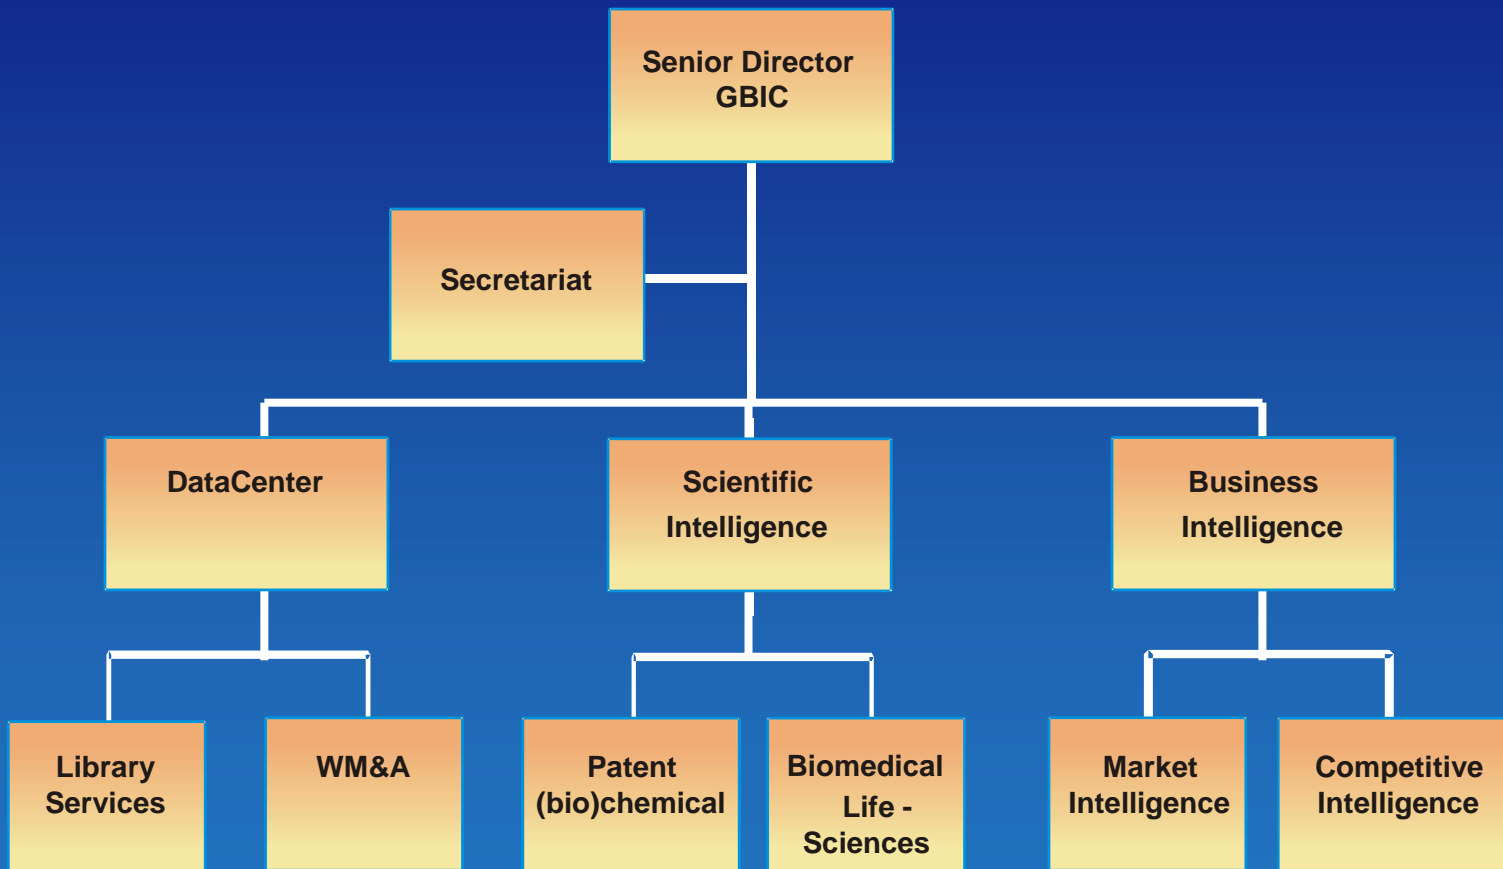 Senior Director
GBIC
Secretariat
DataCenter
Scientific
Intelligence
Business
Intelligence
Library
Services
WM&A
Patent
(bio)chemical
Biomedical
Life -
Sciences
Market
Intelligence
Competitive
Intelligence